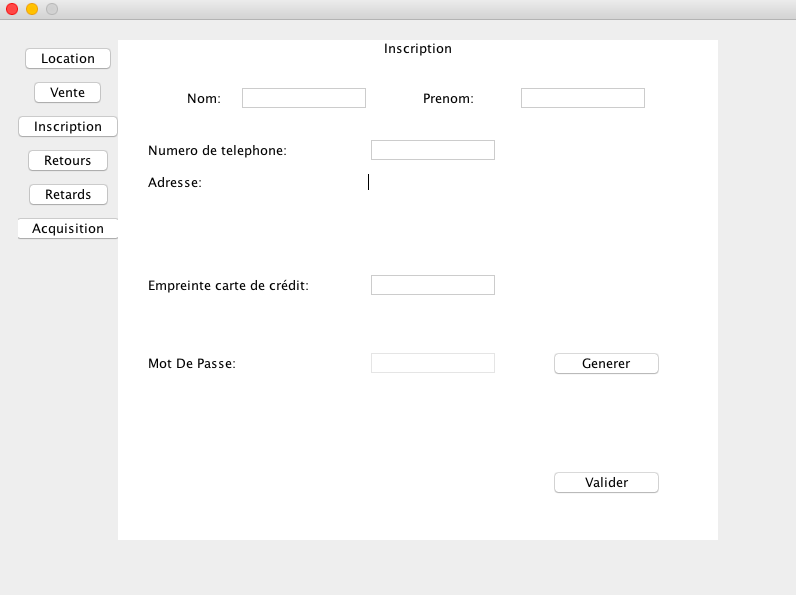 Location
Vente
Inscription
Retours
Retards
Acquisition
Inscription
Nom: Prenom:
Numero de telephone:
Adresse:
Empreinte carte de crédit:
Mot De Passe: Generer
Valider